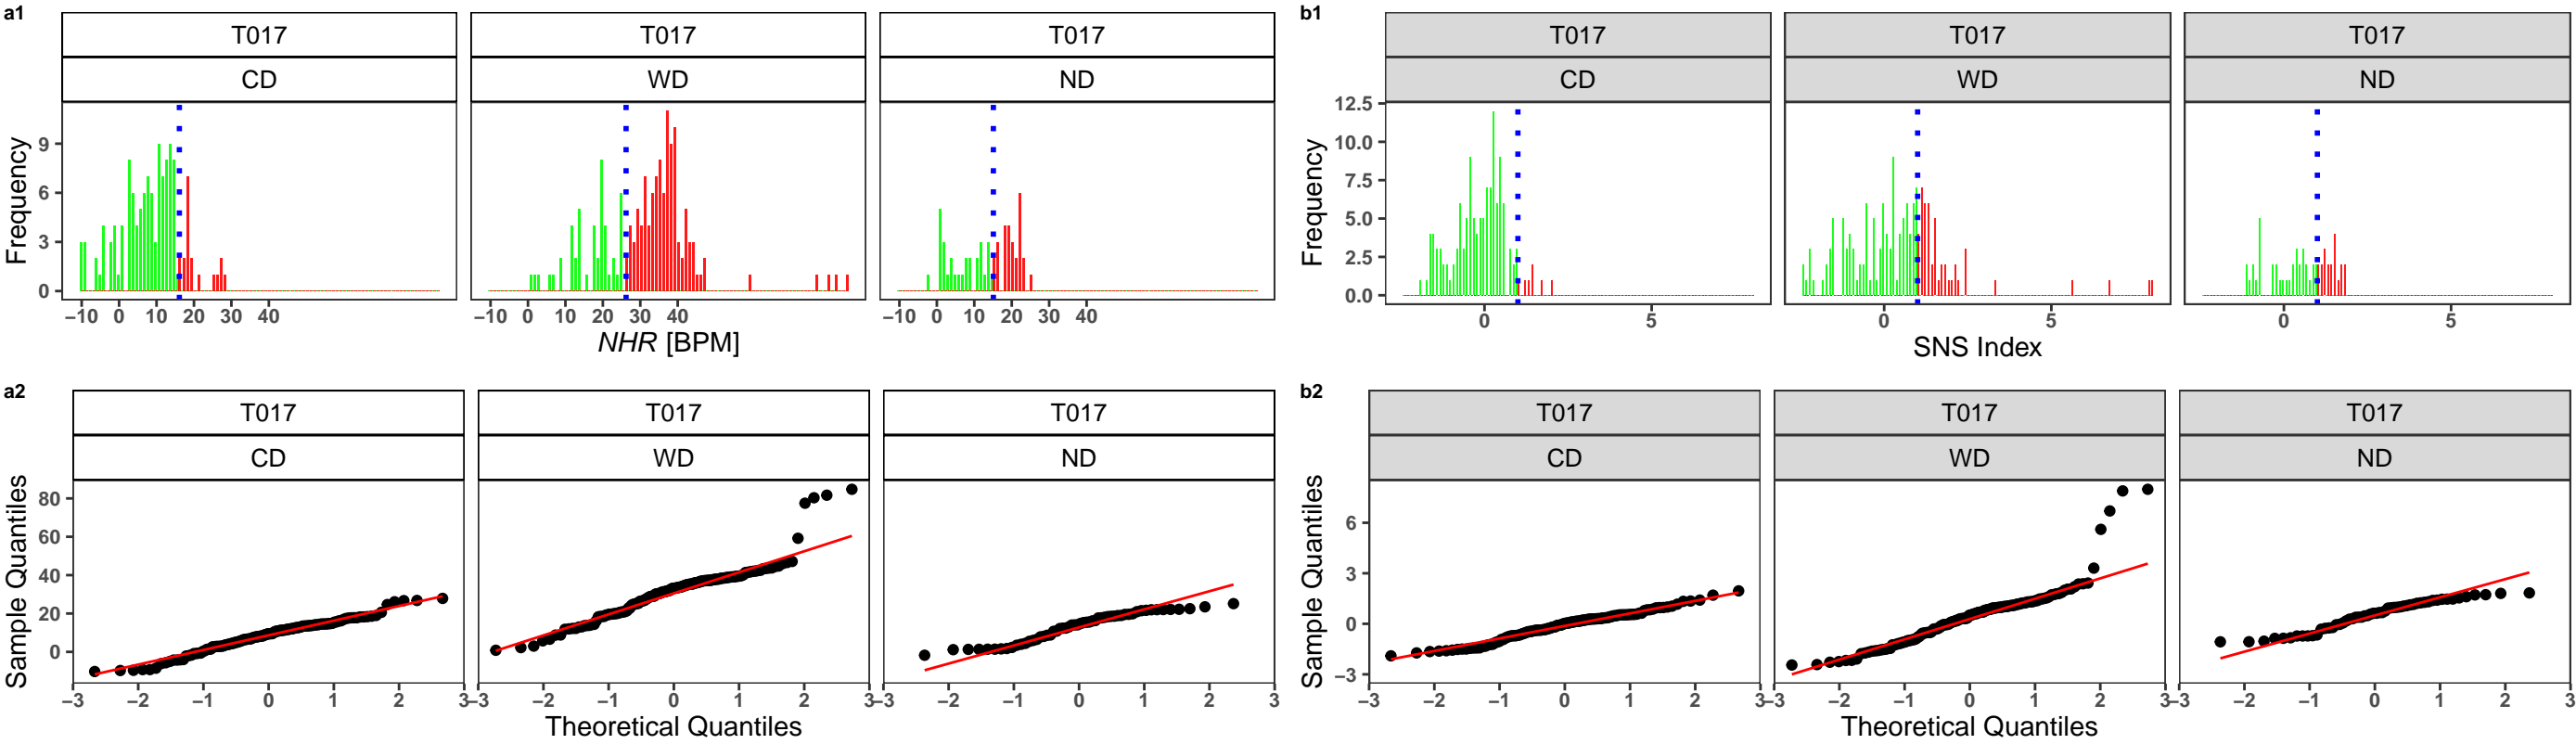 a1
T017 T017 T017
CD WD ND
Frequency
9
6
3
0
−10 0 10 20 30 40 −10 0 10 20 30 40 −10 0 10 20 30 40
NHR [BPM]
b1
T017 T017 T017
CD WD ND
Frequency
12.5
10.0
7.5
5.0
2.5
0.0
0 5 0 5 0 5
SNS Index
a2
T017 T017 T017
CD WD ND
Sample Quantiles
80
60
40
20
0
−3 −2 −1 0 1 2 3 −3 −2 −1 0 1 2 3 −3 −2 −1 0 1 2 3
Theoretical Quantiles
b2
T017 T017 T017
CD WD ND
Sample Quantiles
6
3
0
−3
−3 −2 −1 0 1 2 3 −3 −2 −1 0 1 2 3 −3 −2 −1 0 1 2 3
Theoretical Quantiles